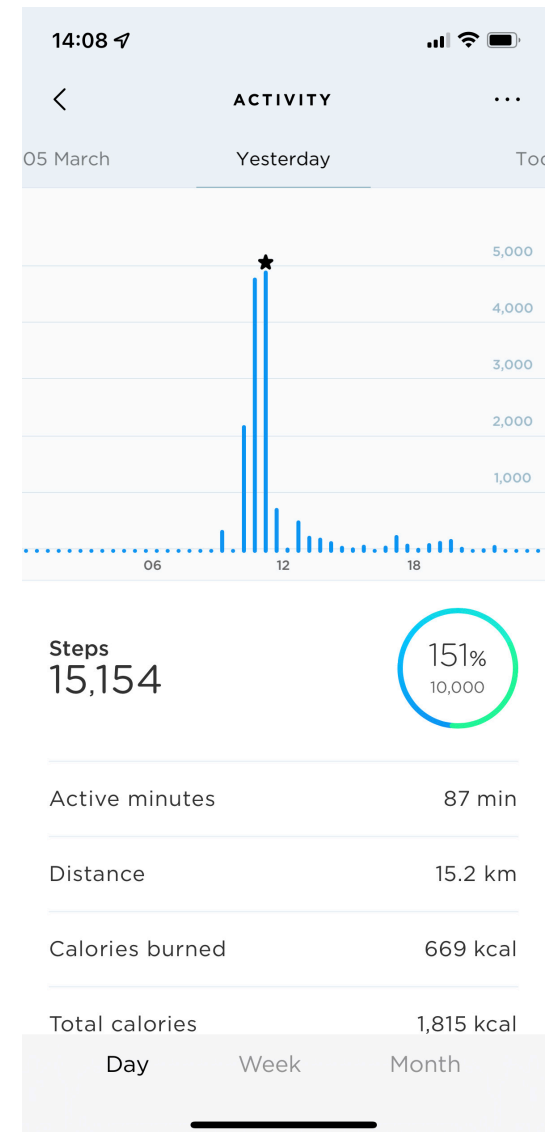 14:08
ACTIVITY
05 March Yesterday
5,000
4,000
3,000
2,000
1,000
06 12 18
Steps
15,154
151%
10,000
Active minutes 87 min
Distance 15.2 km
Calories burned 669 kcal
Total calories 1,815 kcal
Day Week Month